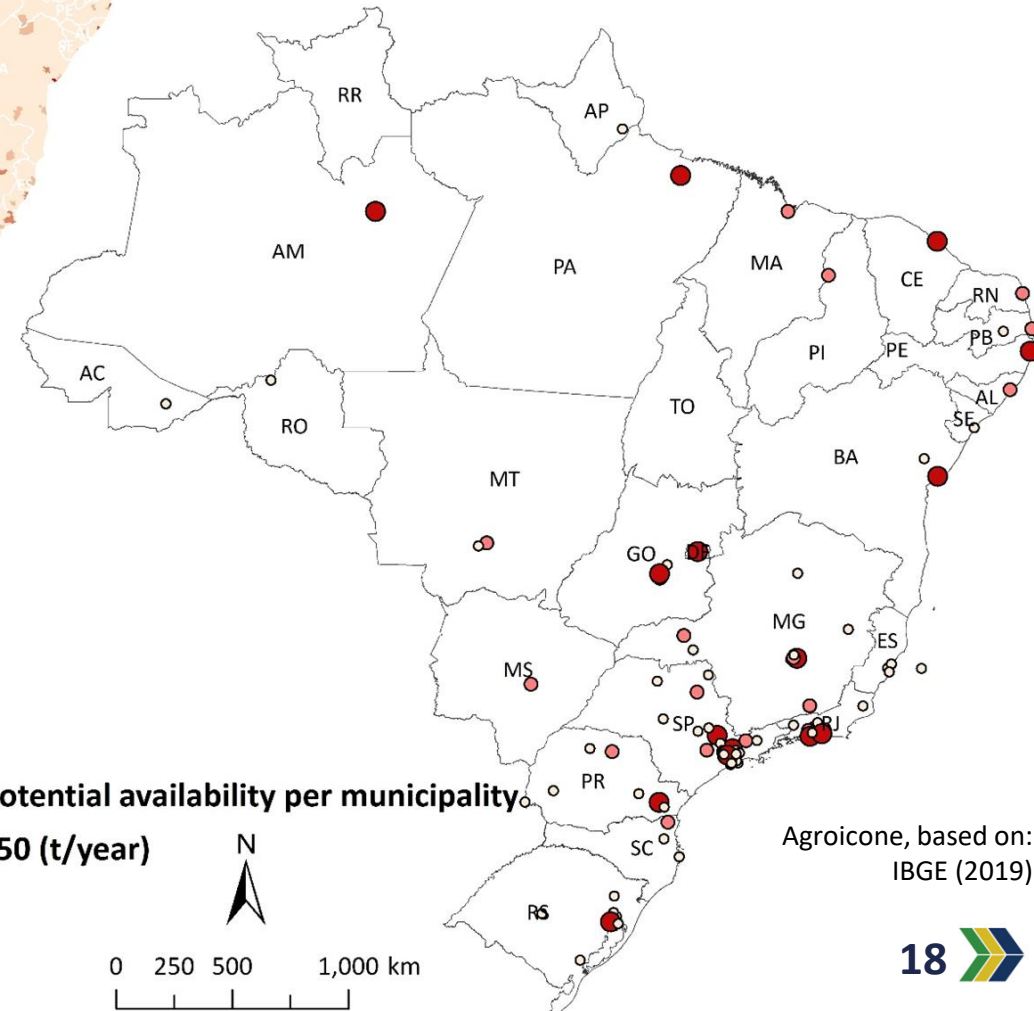 RR
AP
AM
PA
MA
CE
RN
PB
PI
PE
AC
AL
TO
SE
RO
BA
MT
GO
DF
MG
ES
MS
SP
RJ
PR
otential availability per municipality
50 (t/year)
N
SC
Agroicone, based on:
IBGE (2019)
RS
0 250 500 1,000 km
18